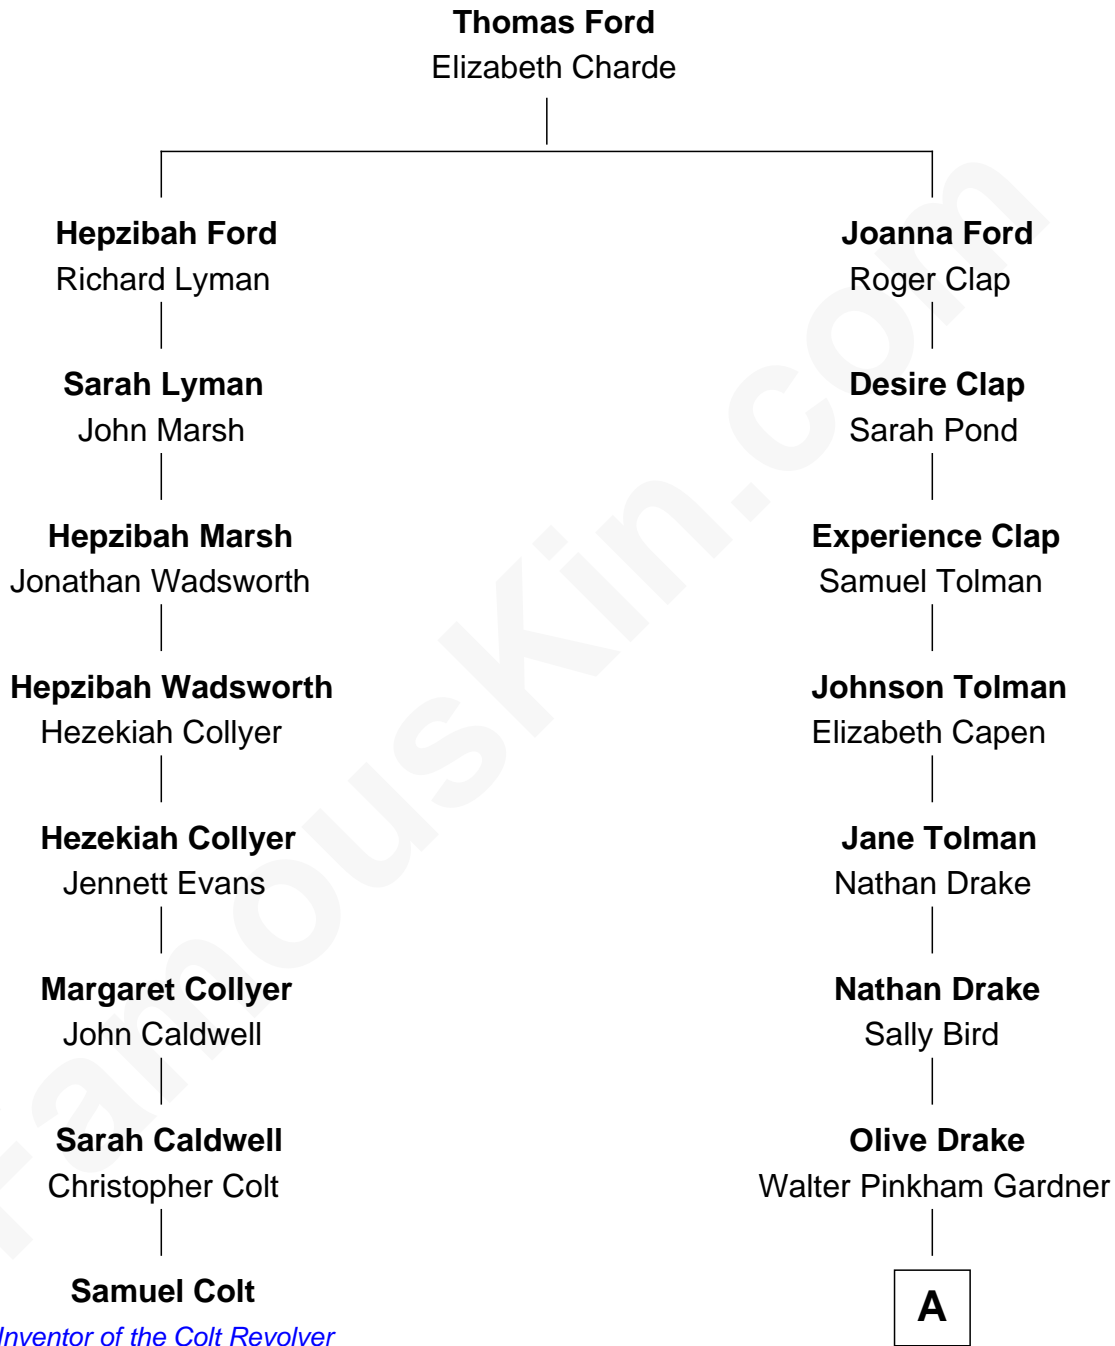 Thomas Ford
Elizabeth Charde
Hepzibah Ford
Richard Lyman
Joanna Ford
Roger Clap
Sarah Lyman
John Marsh
Desire Clap
Sarah Pond
Hepzibah Marsh
Jonathan Wadsworth
Experience Clap
Samuel Tolman
Hepzibah Wadsworth
Hezekiah Collyer
Johnson Tolman
Elizabeth Capen
Hezekiah Collyer
Jennett Evans
Jane Tolman
Nathan Drake
Margaret Collyer
John Caldwell
Nathan Drake
Sally Bird
Sarah Caldwell
Christopher Colt
Olive Drake
Walter Pinkham Gardner
Samuel Colt
Inventor of the Colt Revolver
A
FamousKin.com